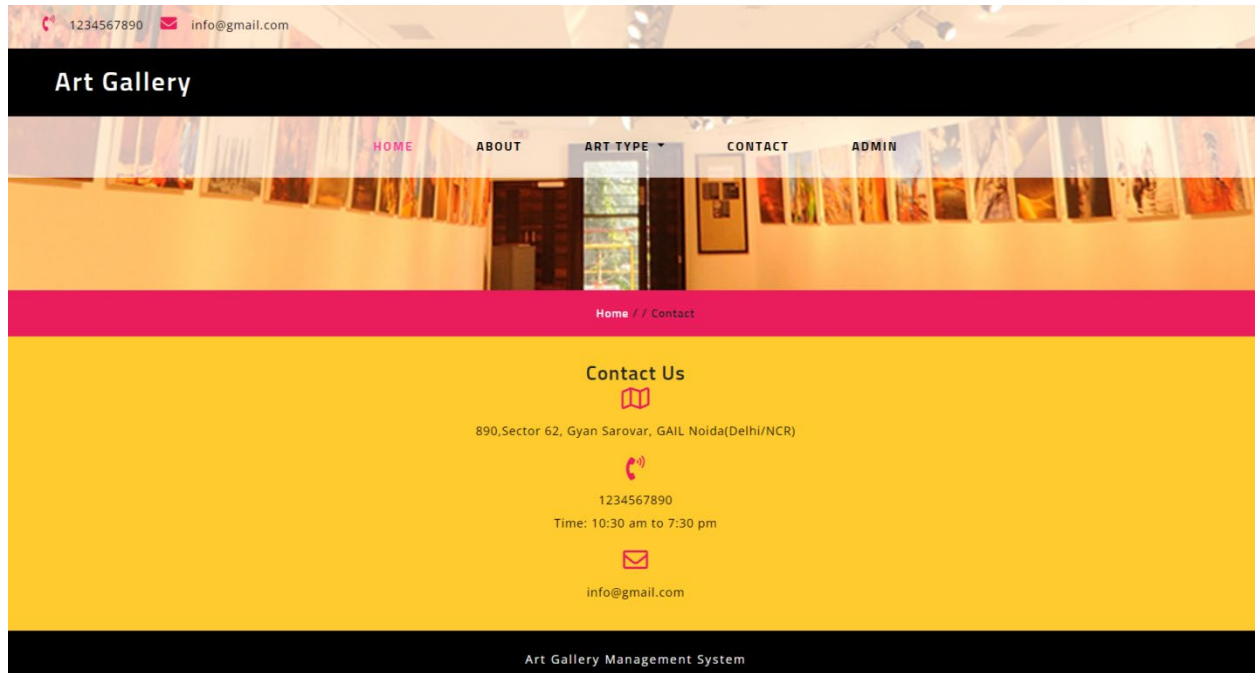 1234567890 info@gmail.com
Art Gallery
HOME ABOUT ART TYPE CONTACT ADMIN
Home / / Contact
Contact Us
890,Sector 62, Gyan Sarovar, GAIL Noida(Delhi/NCR)
1234567890
Time: 10:30 am to 7:30 pm
info@gmail.com
Art Gallery Management System